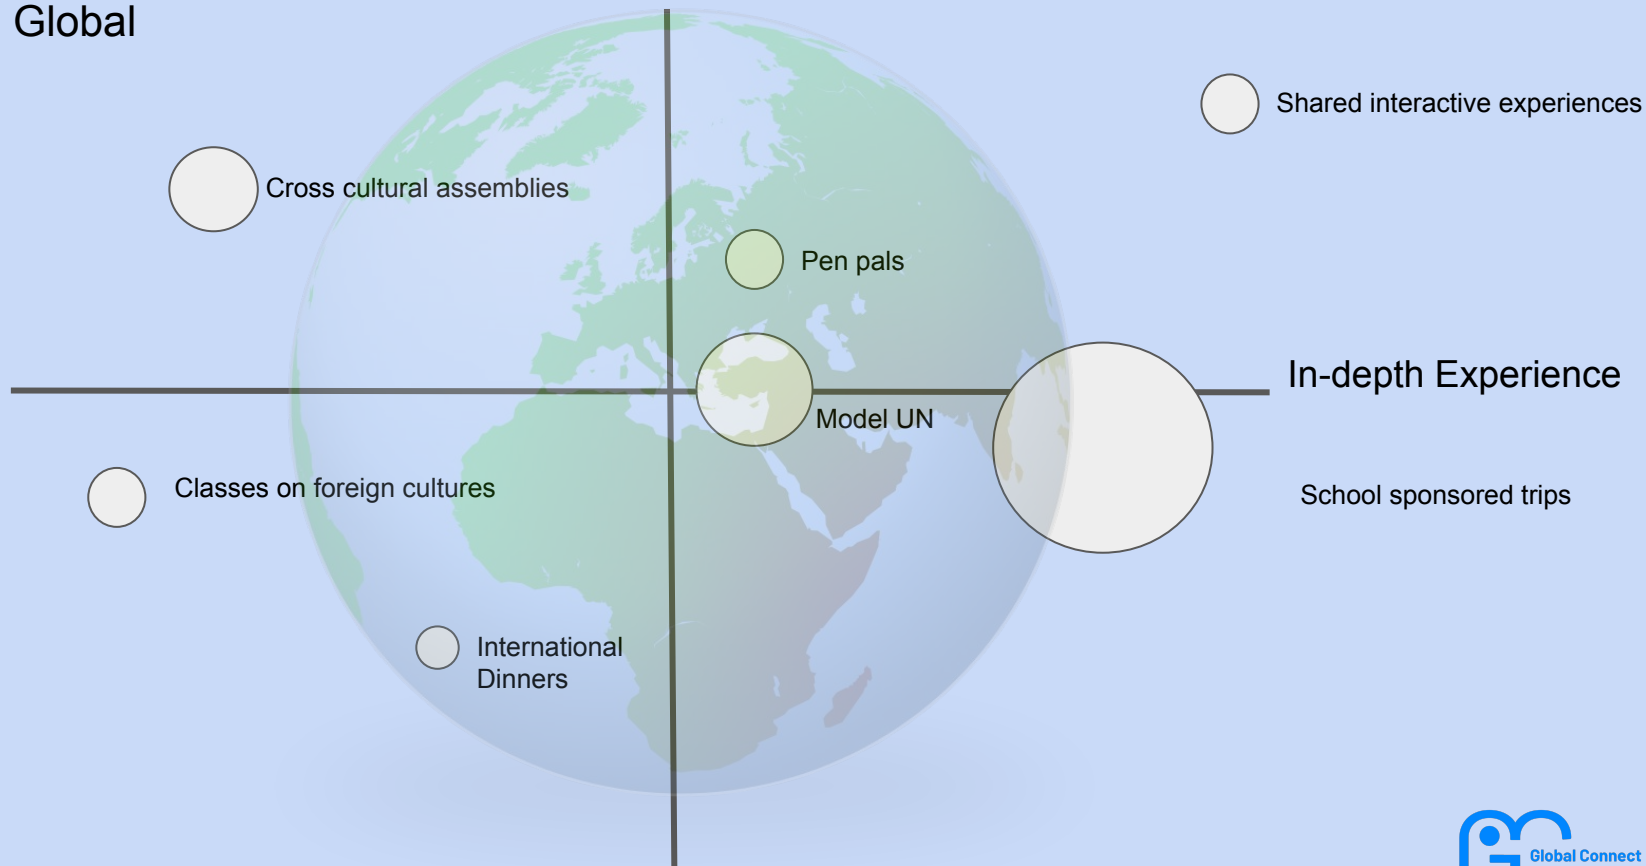 Global
Shared interactive experiences
Cross cultural assemblies
Pen pals
In-depth Experience
Model UN
Classes on foreign cultures
School sponsored trips
International
Dinners
Global Connect